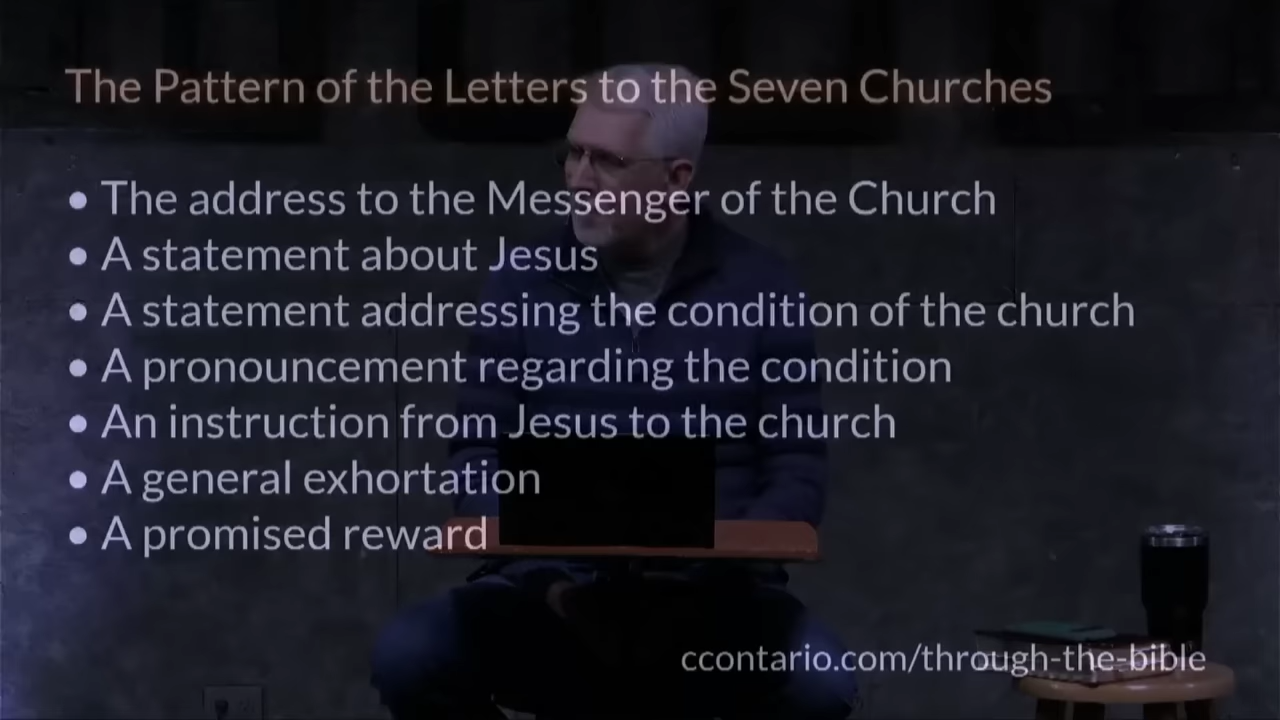 The Pattern of the Letters to the Seven Churches
• The address to the Messenger of the Church
• A statement about Jesus
• A statement addressing the condition of the church
• A pronouncement regarding the condition
• An instruction from Jesus to the church
• A general exhortation
• A promised reward
ccontario.com/through-the-bible